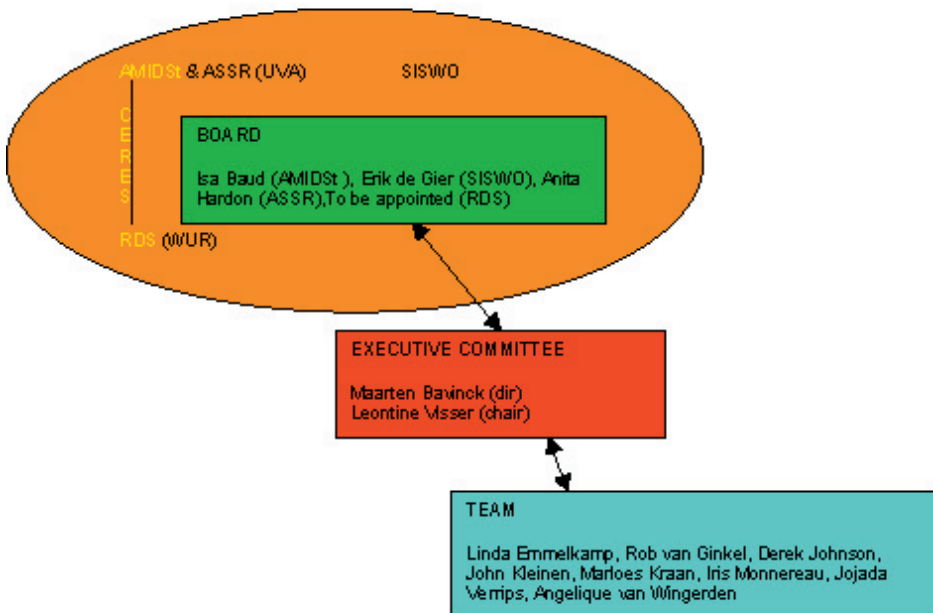 AMIDSt & ASSR (UVA) SISWO
CERES
BOARD
Isa Baud (AMIDSt ), Erik de Gier (SISWO), Anita
Hardon (ASSR),To be appointed (RDS)
RDS (WUR)
EXECUTIVE COMMITTEE
Maarten Bavinck (dir)
Leontine Visser (chair)
TEAM
Linda Emmelkamp, Rob van Ginkel, Derek Johnson,
John Kleinen, Marloes Kraan, Iris Monnereau, Jojada
Verrips, Angelique van Wingerden